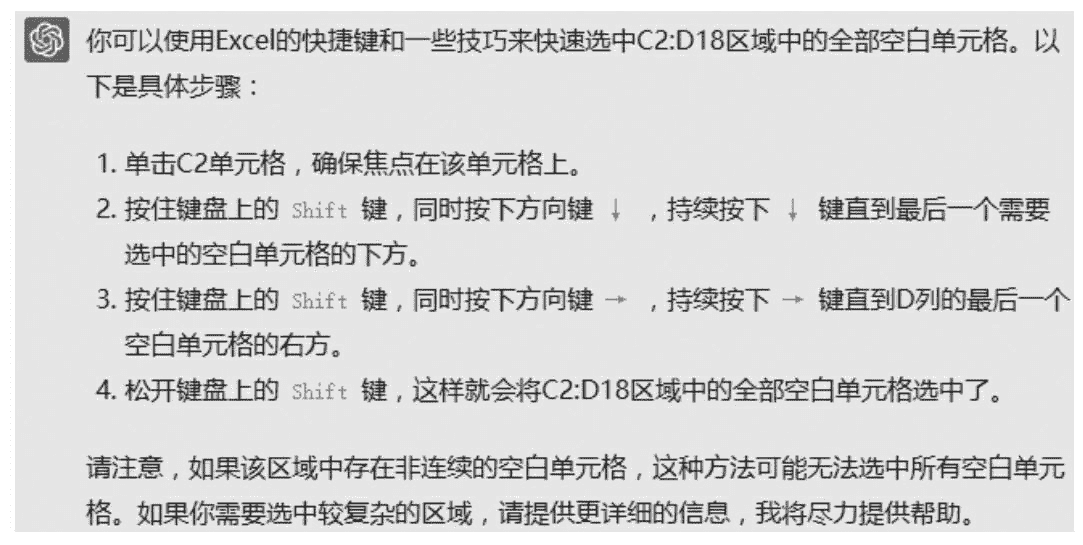 你可以使用Excel的快捷键和一些技巧来快速选中C2:D18区域中的全部空白单元格。以
下是具体步骤：
1. 单击C2单元格，确保焦点在该单元格上。
2. 按住键盘上的 Shift 键，同时按下方向键 ↓ ，持续按下 ↓ 键直到最后一个需要
选中的空白单元格的下方。
3. 按住键盘上的 Shift 键，同时按下方向键 → ，持续按下 → 键直到D列的最后一个
空白单元格的右方。
4. 松开键盘上的 Shift 键，这样就会将C2:D18区域中的全部空白单元格选中了。
请注意，如果该区域中存在非连续的空白单元格，这种方法可能无法选中所有空白单元
格。如果你需要选中较复杂的区域，请提供更详细的信息，我将尽力提供帮助。